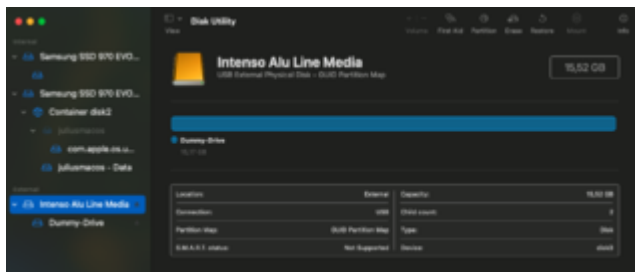 Disk Utility
View
Volume First Aid Partition Erase Restore Mount Info
Internal
Samsung SSD 970 EVO...
Samsung SSD 970 EVO...
Container disk2
juliusmacos
com.apple.os.u...
juliusmacos - Data
External
Intenso Alu Line Media
Dummy-Drive
Intenso Alu Line Media
USB External Physical Disk • GUID Partition Map
15,52 GB
Dummy-Drive
Location: External
Capacity: 15,52 GB
Connection: USB
Child count: 2
Partition Map: GUID Partition Map
Type: Disk
S.M.A.R.T. status: Not Supported
Device: